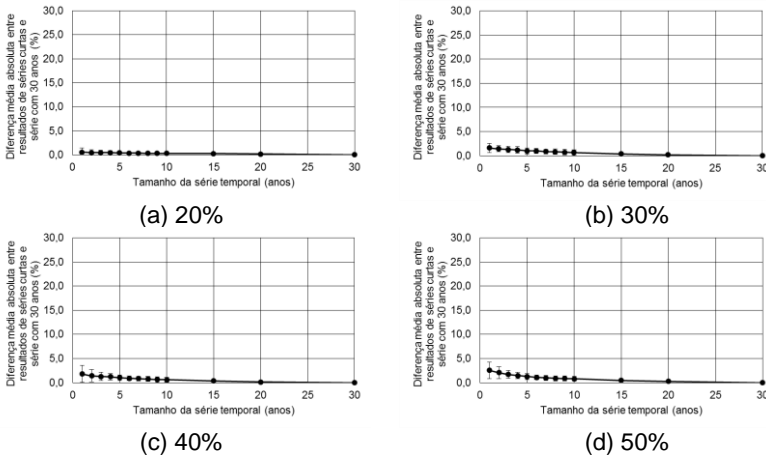 Diferença média absoluta entre
resultados de séries curtas e
série com 30 anos (%)
30,0
25,0
20,0
15,0
10,0
5,0
0,0
0 5 10 15 20 25 30
Tamanho da série temporal (anos)
(a) 20%
Diferença média absoluta entre
resultados de séries curtas e
série com 30 anos (%)
30,0
25,0
20,0
15,0
10,0
5,0
0,0
0 5 10 15 20 25 30
Tamanho da série temporal (anos)
(b) 30%
Diferença média absoluta entre
resultados de séries curtas e
série com 30 anos (%)
30,0
25,0
20,0
15,0
10,0
5,0
0,0
0 5 10 15 20 25 30
Tamanho da série temporal (anos)
(c) 40%
Diferença média absoluta entre
resultados de séries curtas e
série com 30 anos (%)
30,0
25,0
20,0
15,0
10,0
5,0
0,0
0 5 10 15 20 25 30
Tamanho da série temporal (anos)
(d) 50%